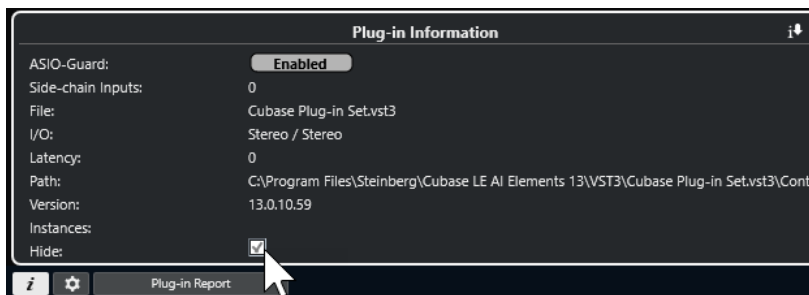 Plug-in Information
ASIO-Guard: Enabled
Side-chain Inputs: 0
File: Cubase Plug-in Set.vst3
I/O: Stereo / Stereo
Latency: 0
Path: C:\Program Files\Steinberg\Cubase LE AI Elements 13\VST3\Cubase Plug-in Set.vst3\Cont
Version: 13.0.10.59
Instances:
Hide:
i Plug-in Report